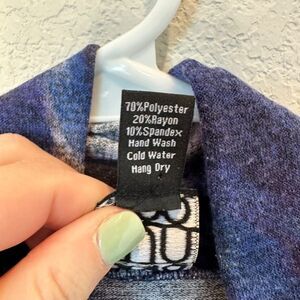 70%Polyester
20%Rayon
10%Spandex
Hand Wash
Cold Water
Hang Dry